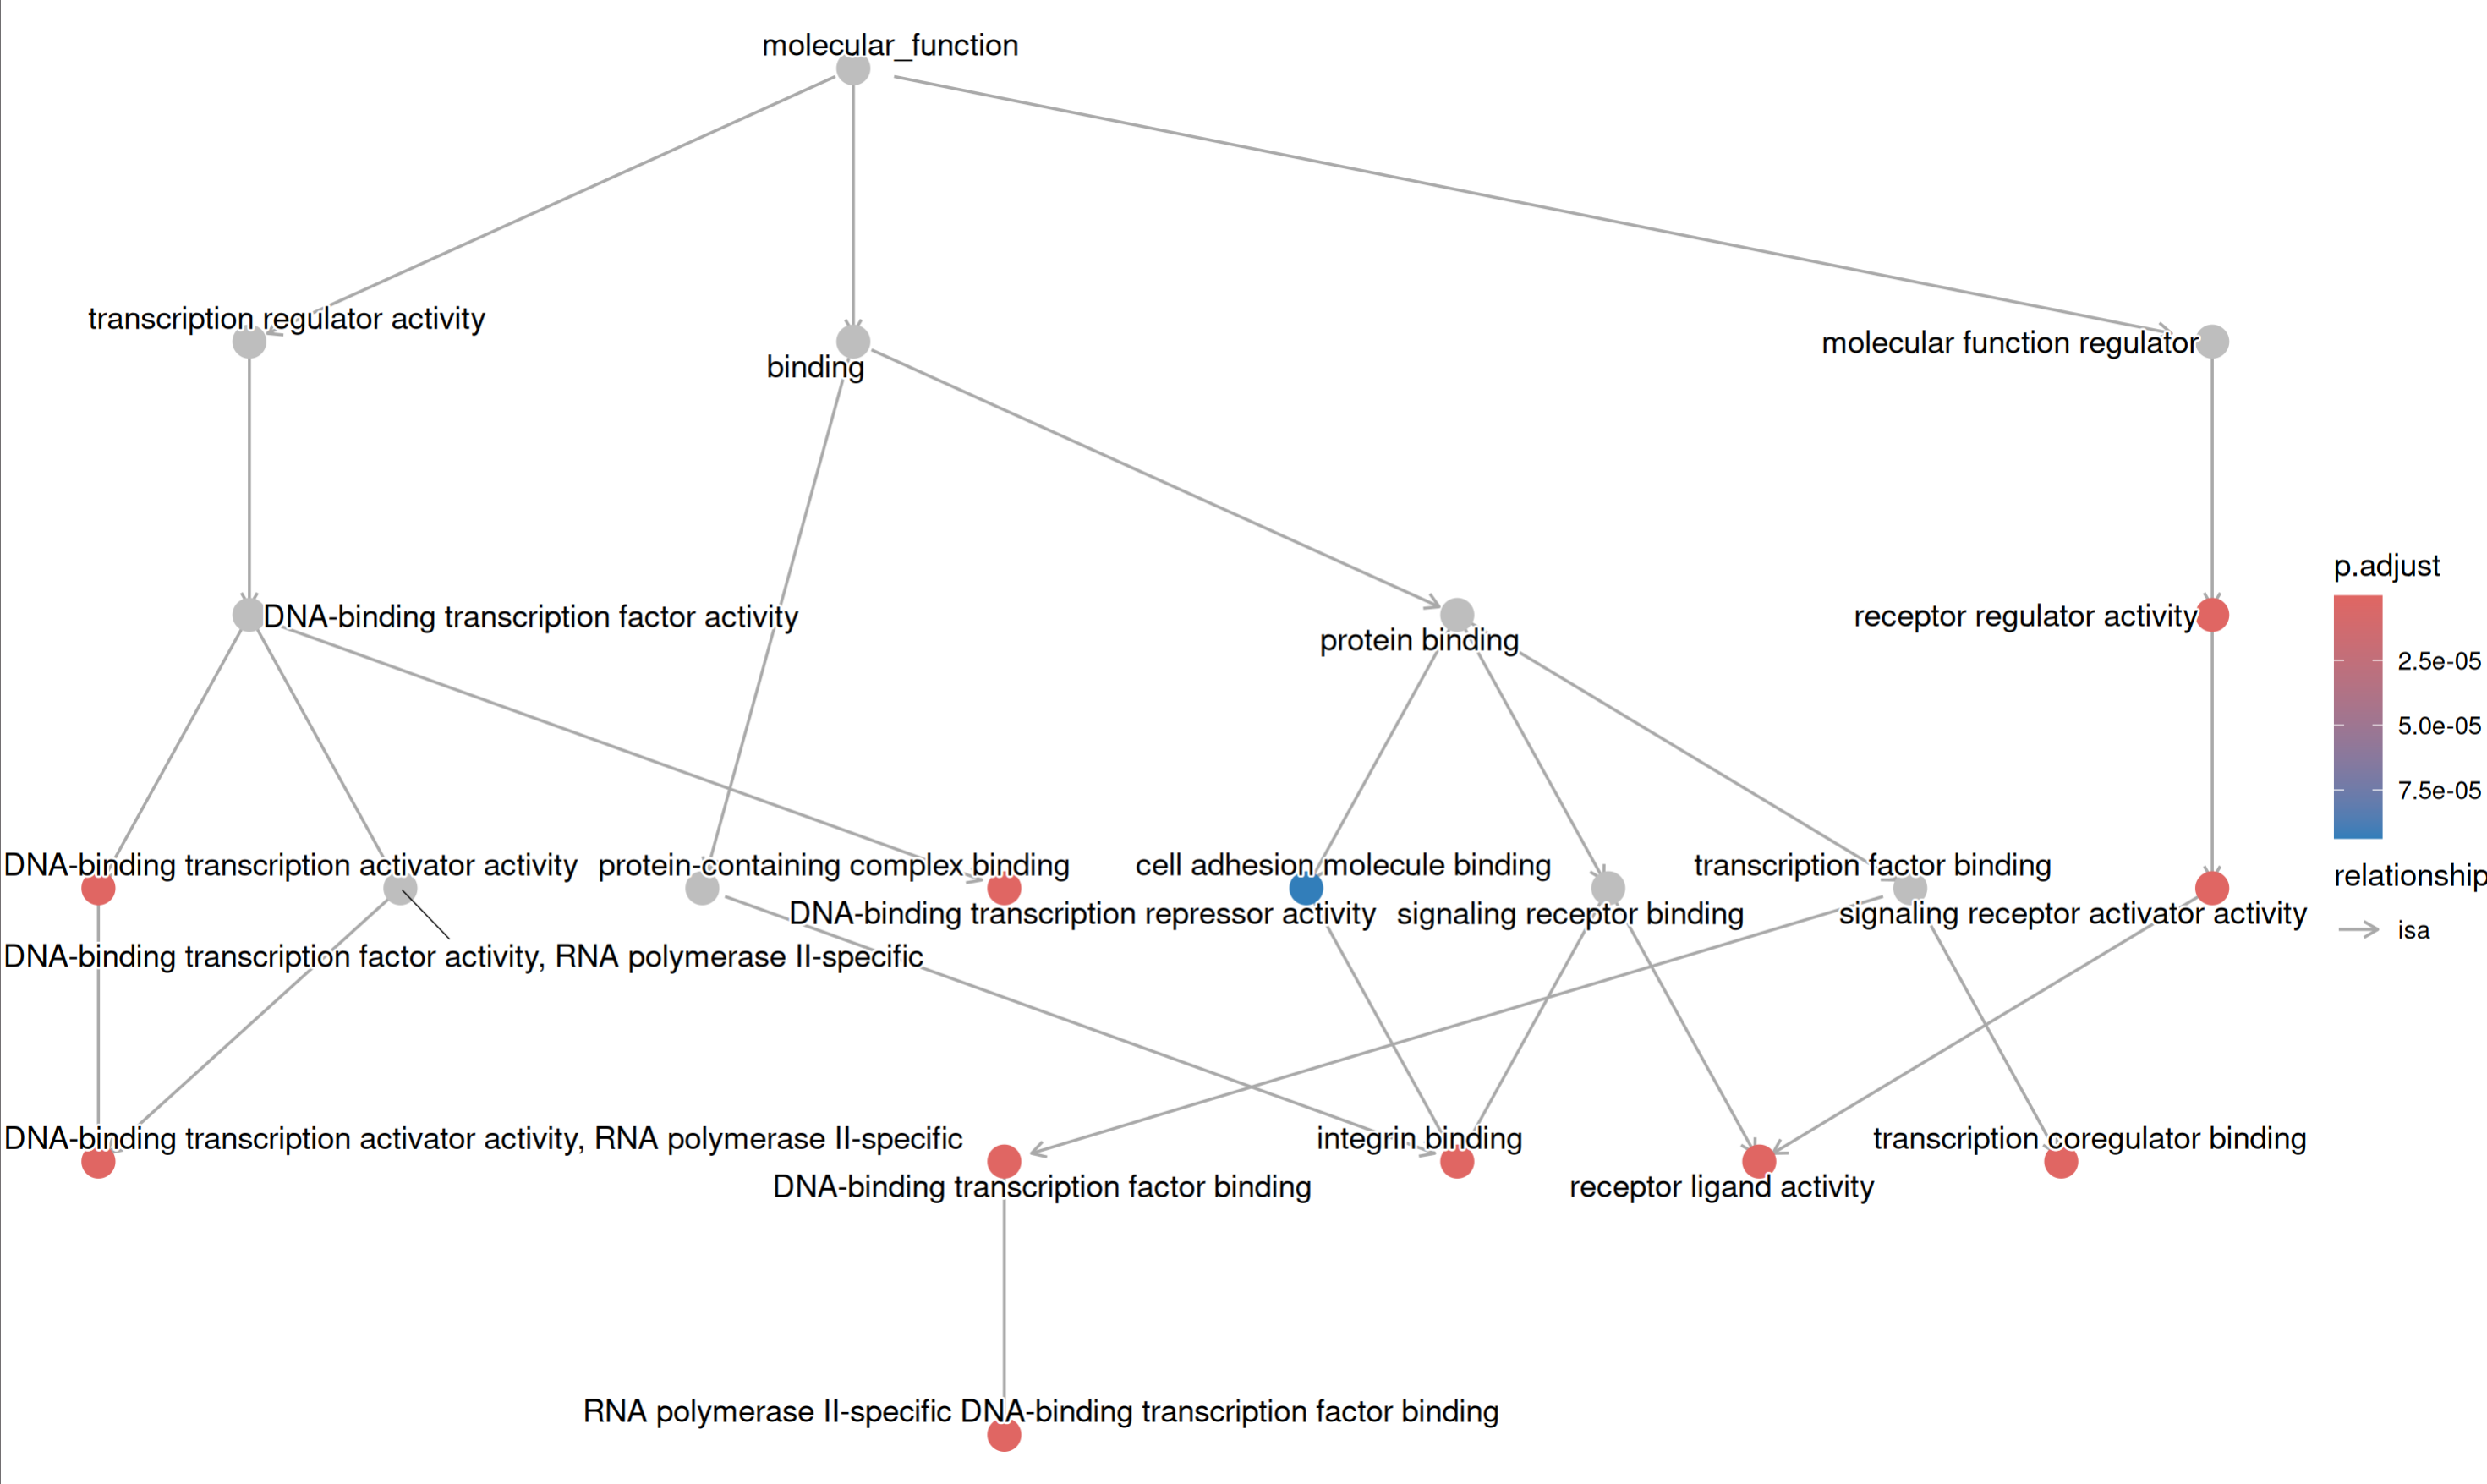 molecular_function
transcription regulator activity
binding
molecular function regulator
DNA-binding transcription factor activity
protein binding
receptor regulator activity
DNA-binding transcription activator activity
protein-containing complex binding
cell adhesion molecule binding
transcription factor binding
DNA-binding transcription repressor activity
signaling receptor binding
signaling receptor activator activity
DNA-binding transcription factor activity, RNA polymerase II-specific
DNA-binding transcription activator activity, RNA polymerase II-specific
integrin binding
transcription coregulator binding
DNA-binding transcription factor binding
receptor ligand activity
RNA polymerase II-specific DNA-binding transcription factor binding
p.adjust
2.5e-05
5.0e-05
7.5e-05
relationship
isa